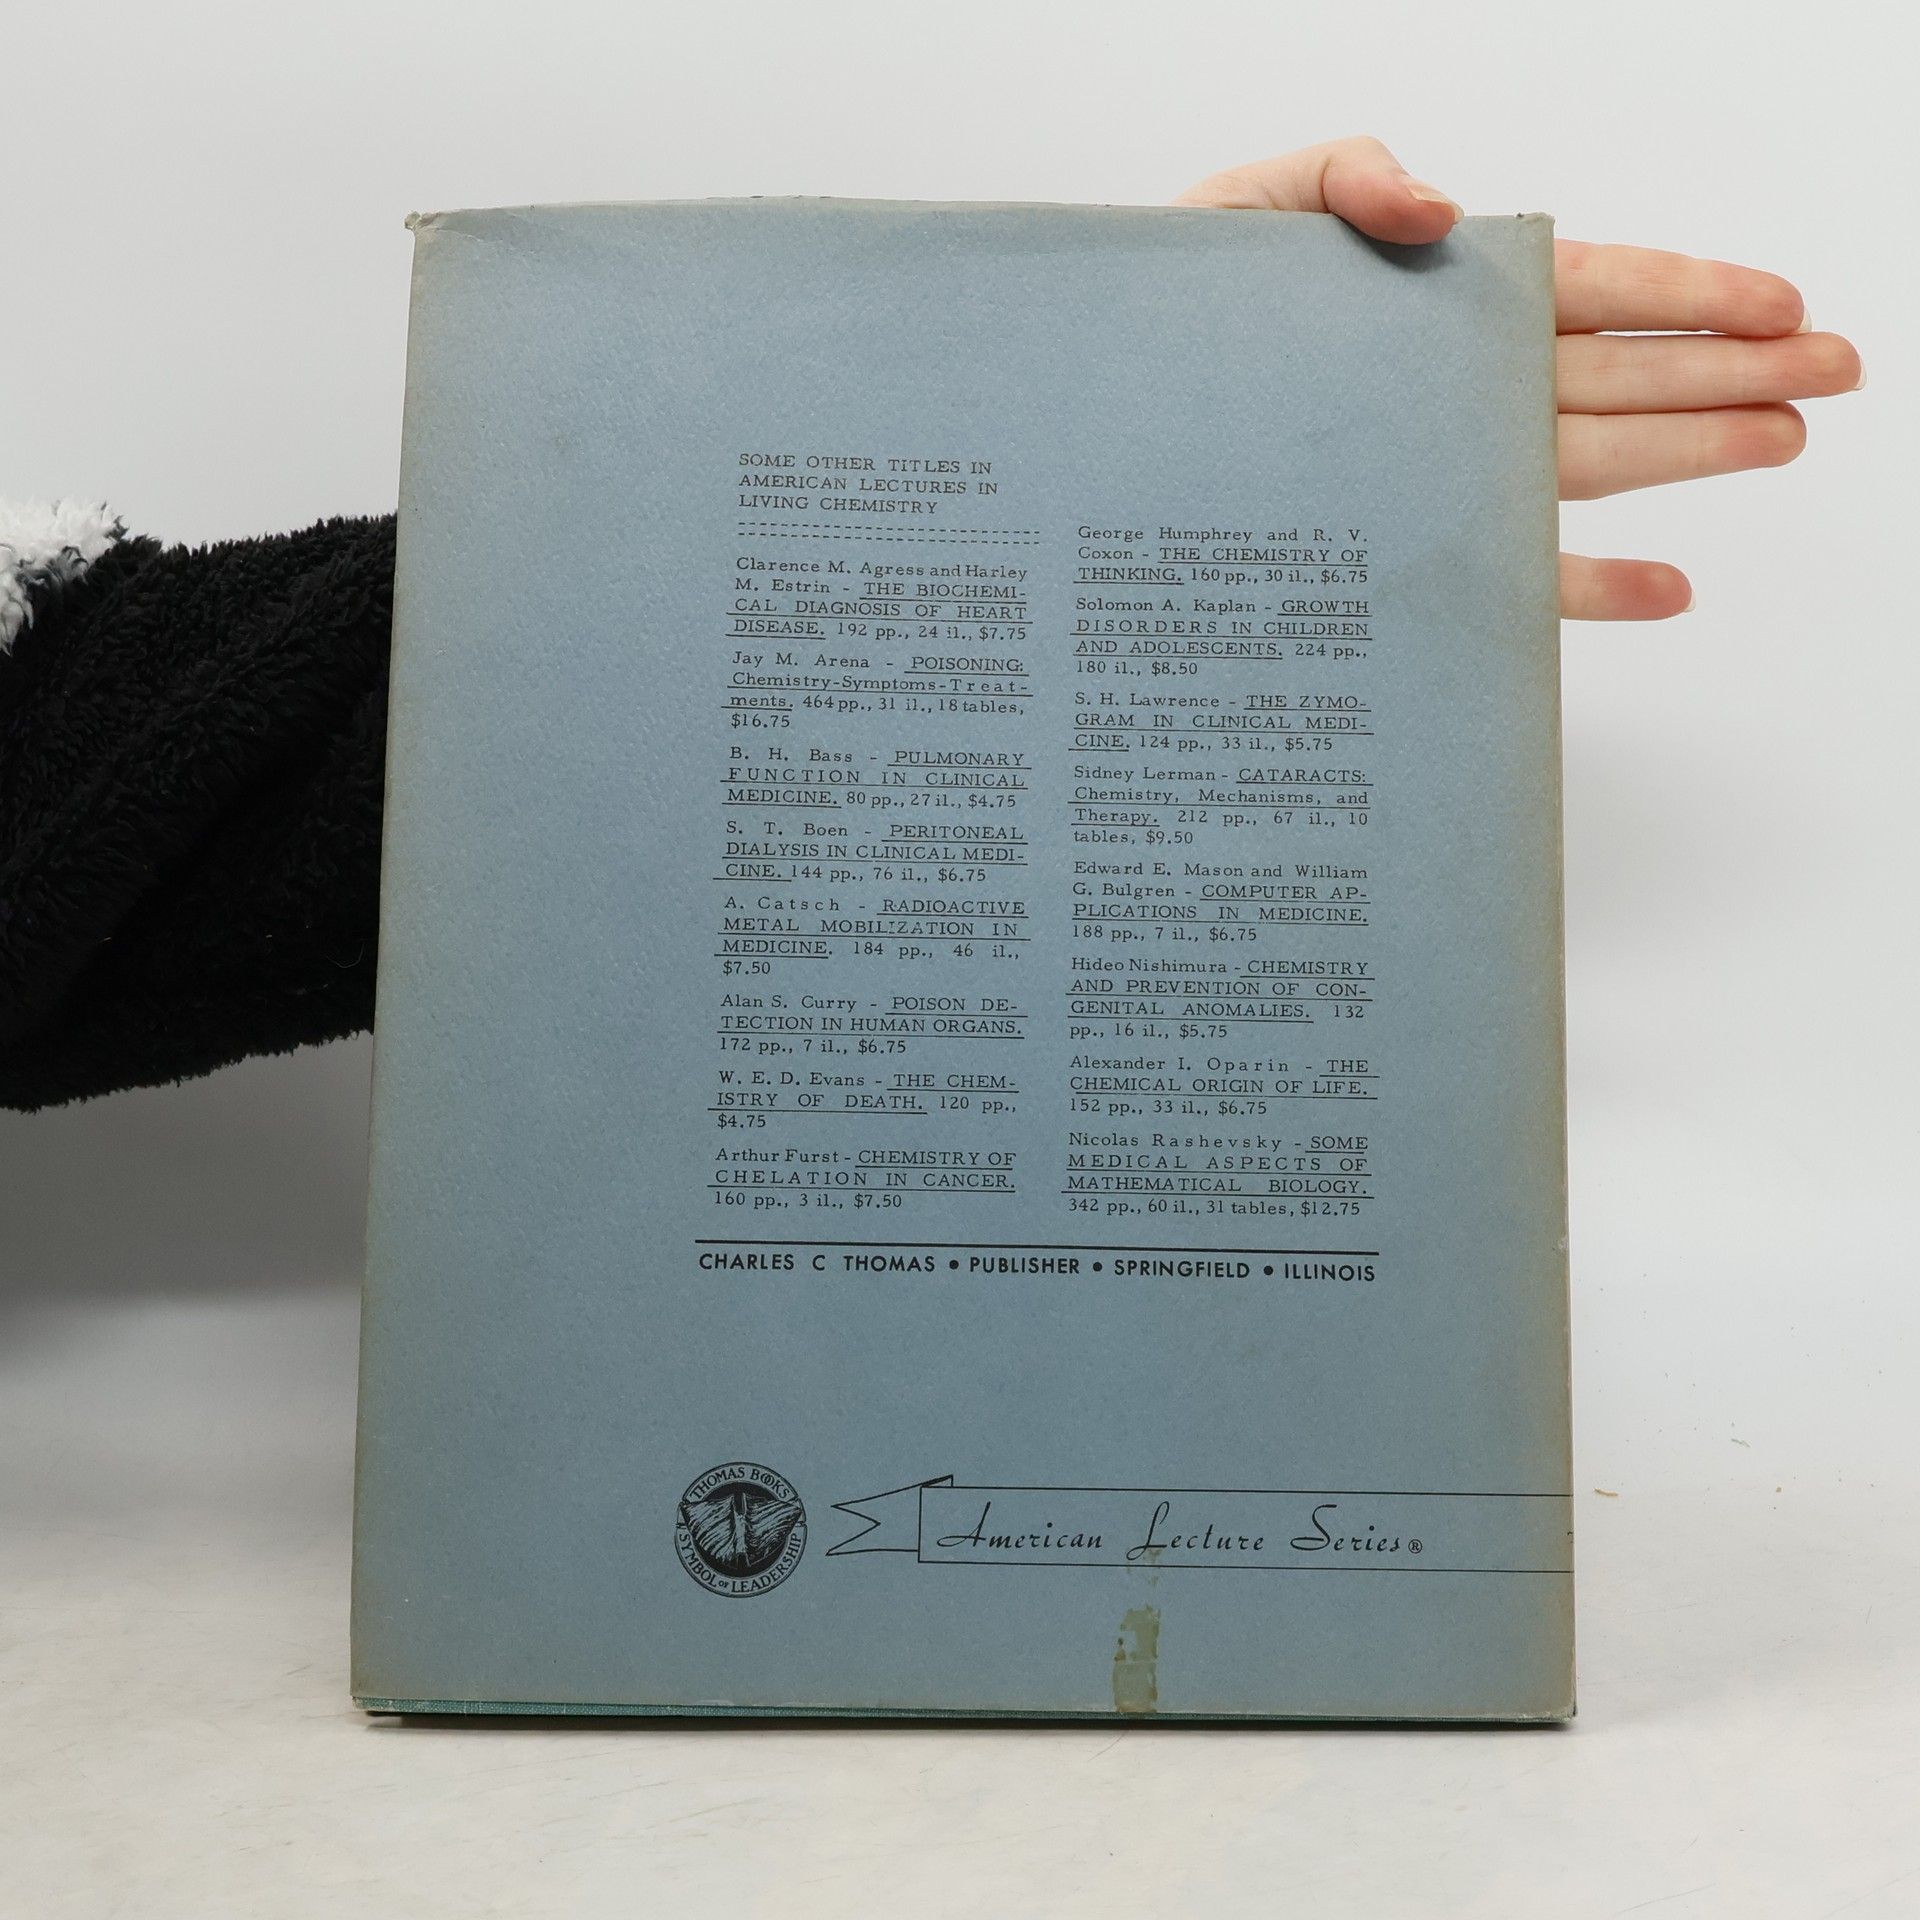 SOME OTHER TITLES IN
AMERICAN LECTURES IN
LIVING CHEMISTRY
Clarence M. Agress and Harley
M. Estrin - THE BIOCHEMI-
CAL DIAGNOSIS OF HEART
DISEASE. 192 pp., 24 il., $7.75
Jay M. Arena - POISONING:
Chemistry-Symptoms-Treat-
ments. 464 pp., 31 il., 18 tables,
$16.75
B. H. Bass - PULMONARY
FUNCTION IN CLINICAL
MEDICINE. 80 pp., 27 il., $4.75
S. T. Boen - PERITONEAL
DIALYSIS IN CLINICAL MEDI-
CINE. 144 pp., 76 il., $6.75
A. Catsch - RADIOACTIVE
METAL MOBILIZATION IN
MEDICINE. 184 pp., 46 il.,
$7.50
Alan S. Curry - POISON DE-
TECTION IN HUMAN ORGANS.
172 pp., 7 il., $6.75
W. E. D. Evans - THE CHEM-
ISTRY OF DEATH. 120 pp.,
$4.75
Arthur Furst - CHEMISTRY OF
CHELATION IN CANCER.
160 pp., 3 il., $7.50
George Humphrey and R. V.
Coxon - THE CHEMISTRY OF
THINKING. 160 pp., 30 il., $6.75
Solomon A. Kaplan - GROWTH
DISORDERS IN CHILDREN
AND ADOLESCENTS. 224 pp.,
180 il., $8.50
S. H. Lawrence - THE ZYMO-
GRAM IN CLINICAL MEDI-
CINE. 124 pp., 33 il., $5.75
Sidney Lerman - CATARACTS:
Chemistry, Mechanisms, and
Therapy. 212 pp., 67 il., 10
tables, $9.50
Edward E. Mason and William
G. Bulgren - COMPUTER AP-
PLICATIONS IN MEDICINE.
188 pp., 7 il., $6.75
Hideo Nishimura - CHEMISTRY
AND PREVENTION OF CON-
GENITAL ANOMALIES. 132
pp., 16 il., $5.75
Alexander I. Oparin - THE
CHEMICAL ORIGIN OF LIFE.
152 pp., 33 il., $6.75
Nicolas Rashevsky - SOME
MEDICAL ASPECTS OF
MATHEMATICAL BIOLOGY.
342 pp., 60 il., 31 tables, $12.75
CHARLES C THOMAS • PUBLISHER • SPRINGFIELD • ILLINOIS
THOMAS BOOKS
SYMBOL OF LEADERSHIP
American Lecture Series®